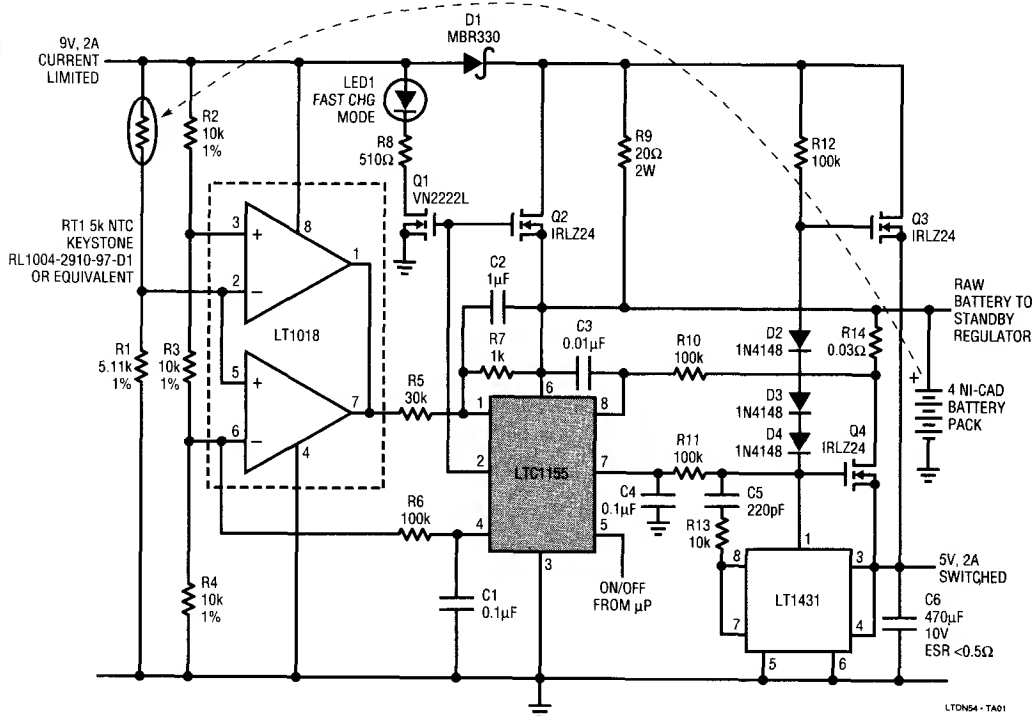 D1
MBR330
9V, 2A
CURRENT
LIMITED
LED1
FAST CHG
MODE
R2
10k
1%
R8
510Ω
R9
20Ω
2W
R12
100k
Q1
VN2222L
Q2
IRLZ24
Q3
IRLZ24
RT1 5k NTC
KEYSTONE
RL1004-2910-97-D1
OR EQUIVALENT
3
+
8
1
2
−
LT1018
5
+
7
6
−
4
C2
1µF
R7
1k
C3
0.01µF
R10
100k
RAW
BATTERY TO
STANDBY
REGULATOR
R14
0.03Ω
D2
1N4148
D3
1N4148
D4
1N4148
+
4 NI-CAD
BATTERY
PACK
R1
5.11k
1%
R3
10k
1%
R5
30k
6
1
8
2
7
LTC1155
4
5
3
R11
100k
Q4
IRLZ24
C4
0.1µF
C5
220pF
R13
10k
R6
100k
C1
0.1µF
ON/OFF
FROM µP
R4
10k
1%
1
8
3
LT1431
7
4
5
6
5V, 2A
SWITCHED
C6
470µF
10V
ESR <0.5Ω
LTDN54 • TA01